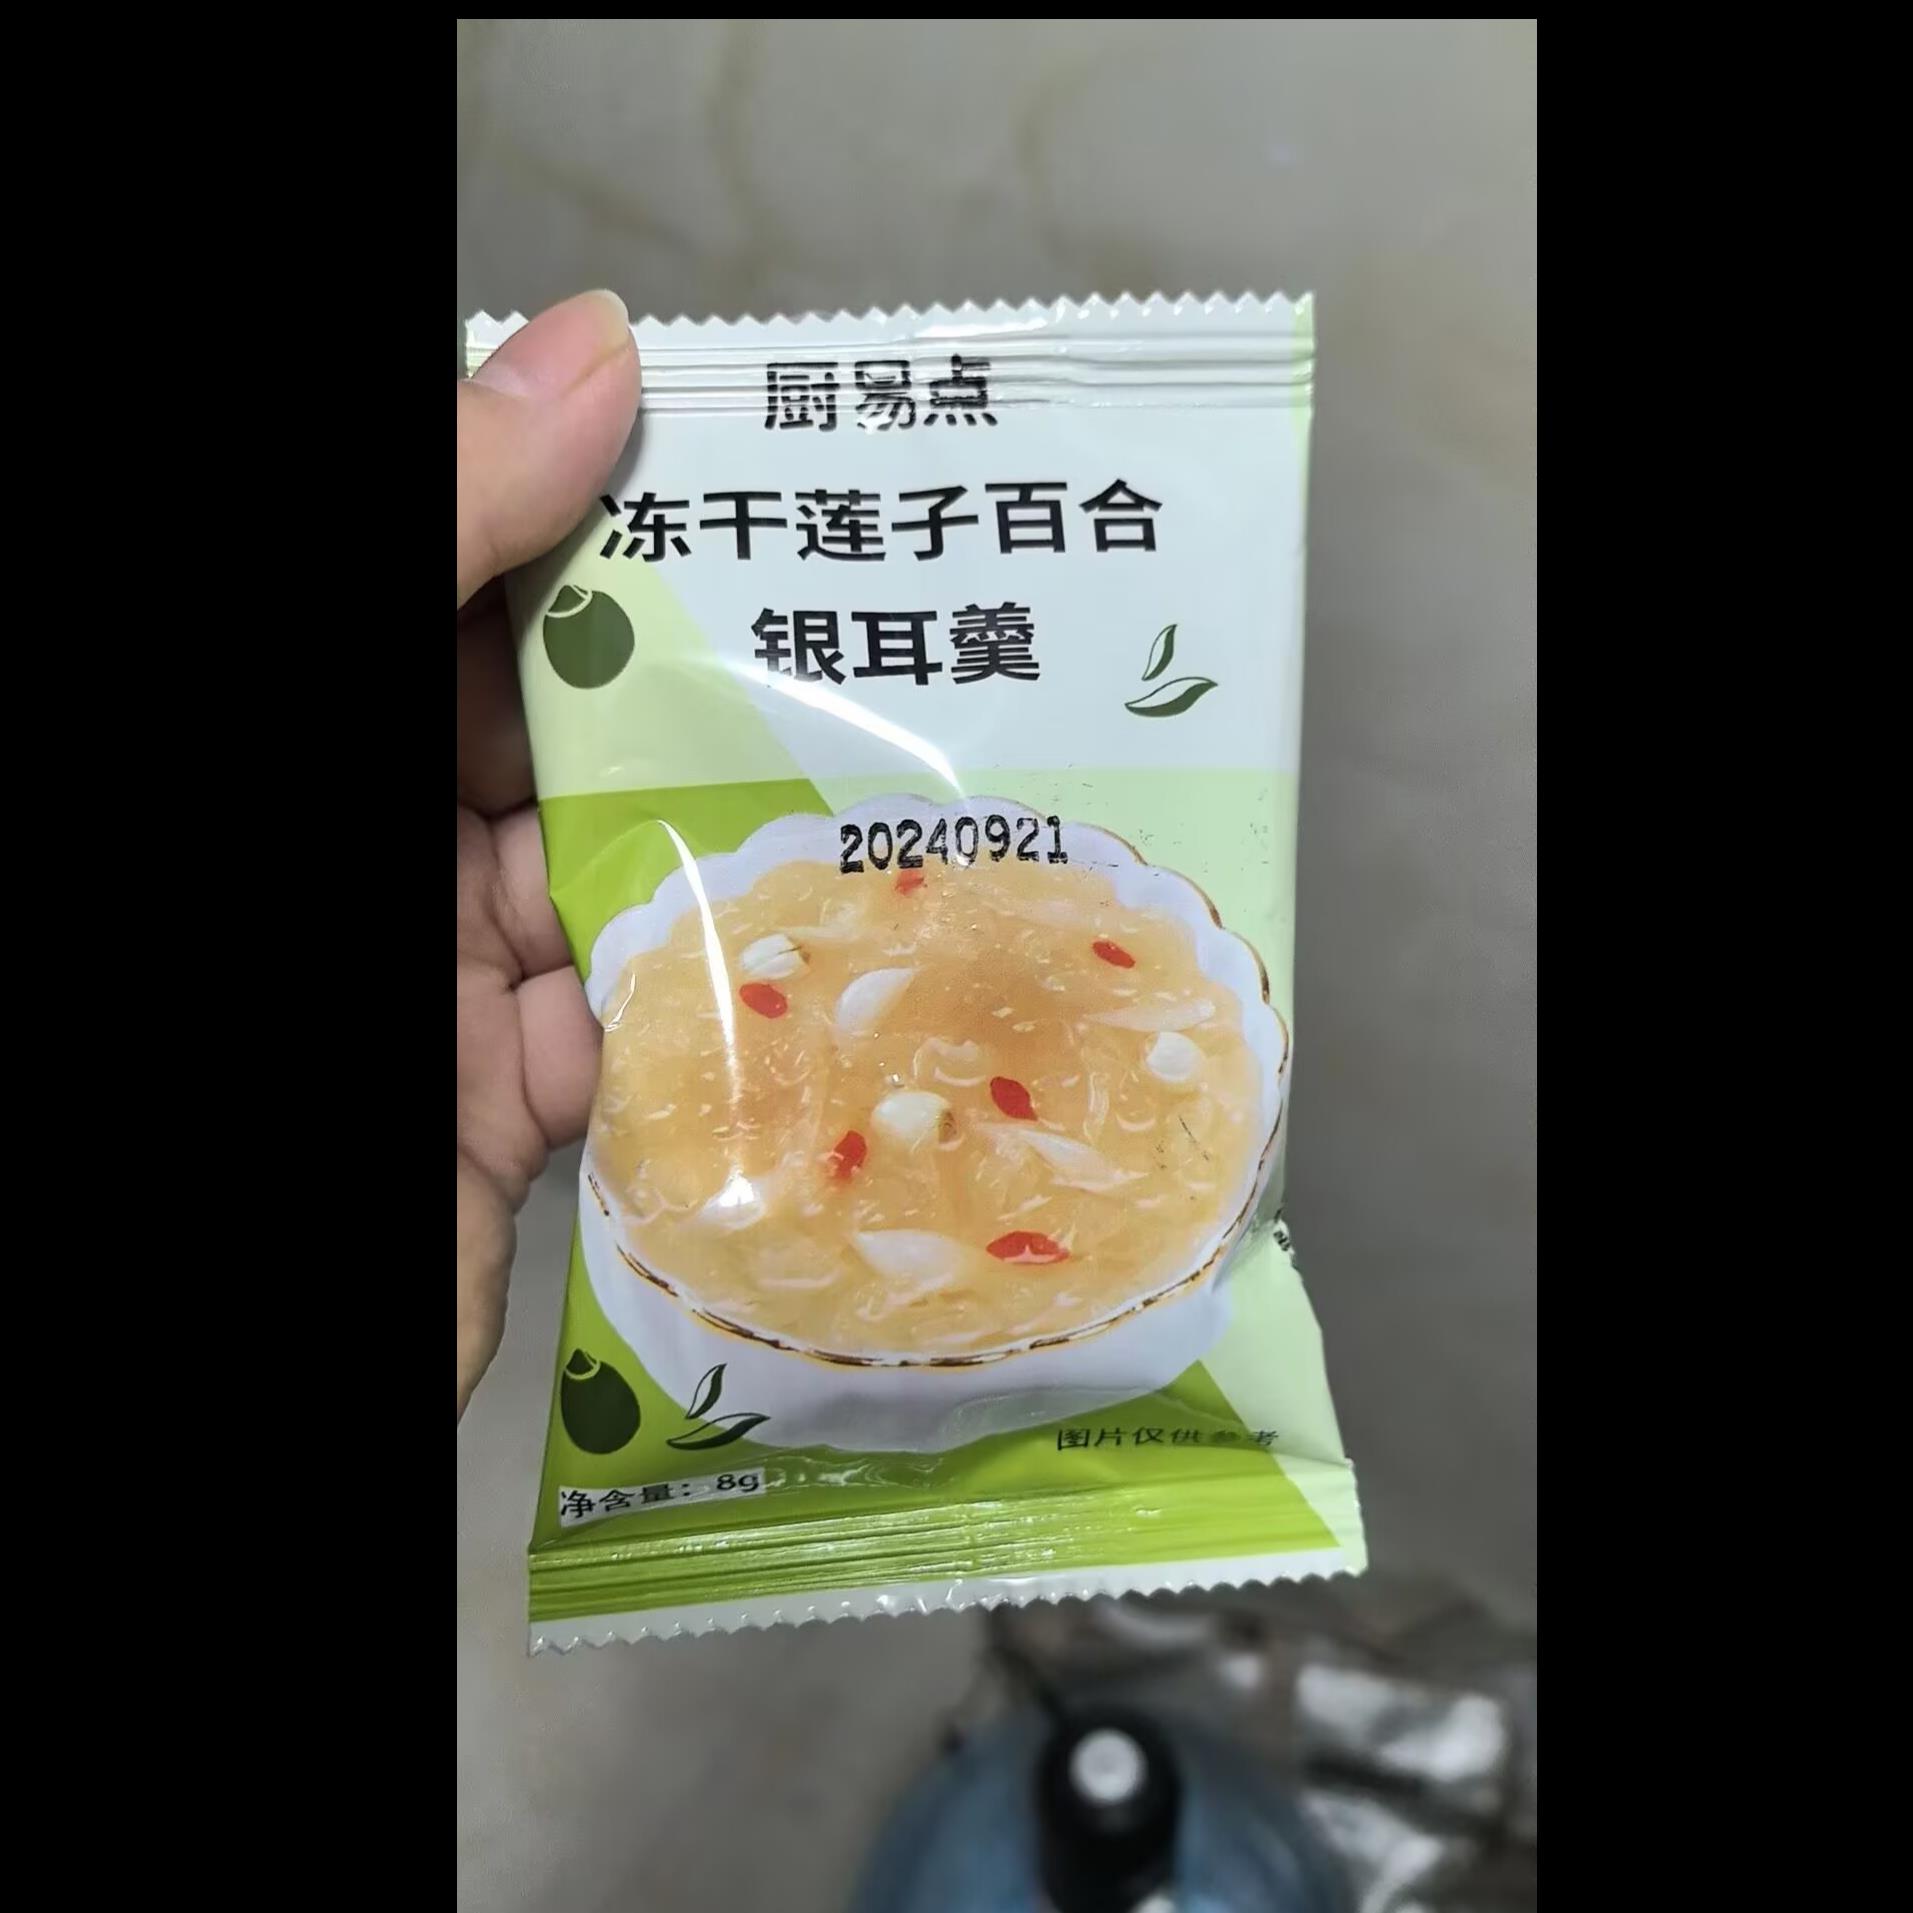 厨易点
冻干莲子百合
银耳羹
20240921
图片仅供参考
净含量：8g